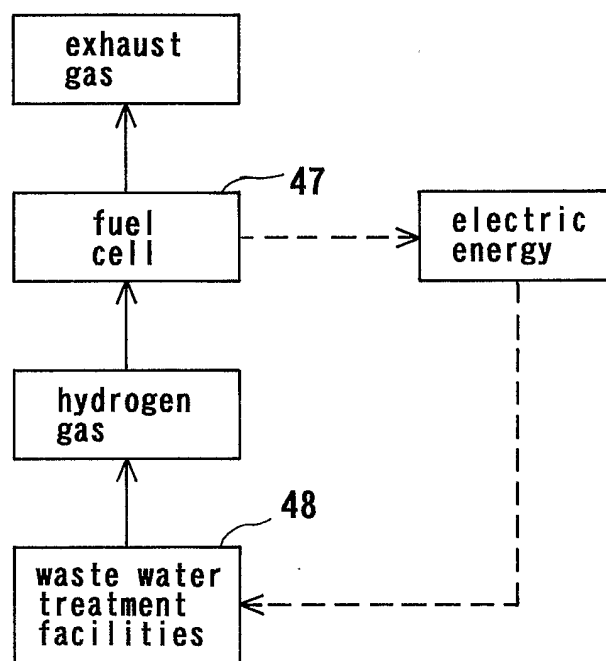 exhaust
gas
47
fuel
cell
electric
energy
hydrogen
gas
48
waste water
treatment
facilities